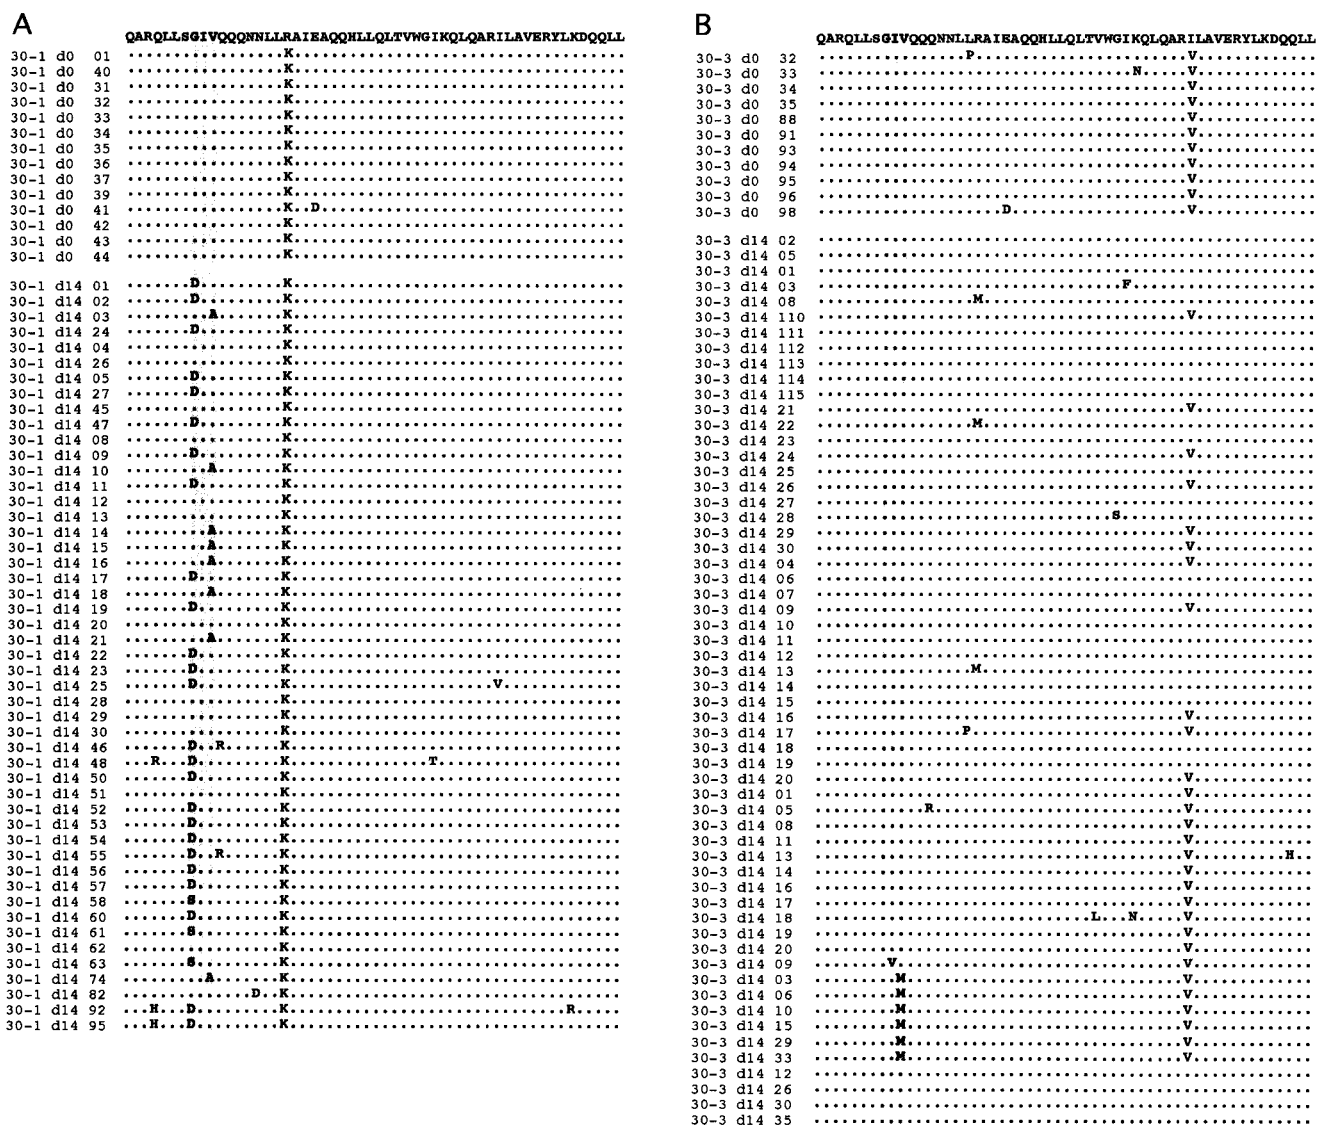 A
QARQLLSGIVQQQNNLLRAIEAQQHLLQLTVWGIKQLQARILAVERYLKDQQLL
30-1 d0 01 .................K....................................
30-1 d0 40 .................K....................................
30-1 d0 31 .................K....................................
30-1 d0 32 .................K....................................
30-1 d0 33 .................K....................................
30-1 d0 34 .................K....................................
30-1 d0 35 .................K....................................
30-1 d0 36 .................K....................................
30-1 d0 37 .................K....................................
30-1 d0 39 .................K....................................
30-1 d0 41 .................K..D.................................
30-1 d0 42 .................K....................................
30-1 d0 43 .................K....................................
30-1 d0 44 .................K....................................
30-1 d14 01 .......D.........K....................................
30-1 d14 02 .......D.........K....................................
30-1 d14 03 .........A.......K....................................
30-1 d14 24 .......D.........K....................................
30-1 d14 04 .................K....................................
30-1 d14 26 .................K....................................
30-1 d14 05 .......D.........K....................................
30-1 d14 27 .......D.........K....................................
30-1 d14 45 .................K....................................
30-1 d14 47 .......D.........K....................................
30-1 d14 08 .................K....................................
30-1 d14 09 .......D.........K....................................
30-1 d14 10 .........A.......K....................................
30-1 d14 11 .......D.........K....................................
30-1 d14 12 .................K....................................
30-1 d14 13 .................K....................................
30-1 d14 14 .........A.......K....................................
30-1 d14 15 .........A.......K....................................
30-1 d14 16 .........A.......K....................................
30-1 d14 17 .......D.........K....................................
30-1 d14 18 .........A.......K....................................
30-1 d14 19 .......D.........K....................................
30-1 d14 20 .................K....................................
30-1 d14 21 .........A.......K....................................
30-1 d14 22 .......D.........K....................................
30-1 d14 23 .......D.........K....................................
30-1 d14 25 .......D.........K......................V.............
30-1 d14 28 .................K....................................
30-1 d14 29 .................K....................................
30-1 d14 30 .................K....................................
30-1 d14 46 .......D..R......K....................................
30-1 d14 48 ...R...D.........K...............T....................
30-1 d14 50 .......D.........K....................................
30-1 d14 51 .................K....................................
30-1 d14 52 .......D.........K....................................
30-1 d14 53 .......D.........K....................................
30-1 d14 54 .......D.........K....................................
30-1 d14 55 .......D..R......K....................................
30-1 d14 56 .......D.........K....................................
30-1 d14 57 .......D.........K....................................
30-1 d14 58 .......S.........K....................................
30-1 d14 60 .......D.........K....................................
30-1 d14 61 .......S.........K....................................
30-1 d14 62 .................K....................................
30-1 d14 63 .......S.........K....................................
30-1 d14 74 .........A.......K....................................
30-1 d14 82 ..............D..K....................................
30-1 d14 92 ...H...D.........K..............................R.....
30-1 d14 95 ...H...D.........K....................................
B
QARQLLSGIVQQQNNLLRAIEAQQHLLQLTVWGIKQLQARILAVERYLKDQQLL
30-3 d0 32 ................P.......................V.............
30-3 d0 33 ..................................N.....V.............
30-3 d0 34 ........................................V.............
30-3 d0 35 ........................................V.............
30-3 d0 88 ........................................V.............
30-3 d0 91 ........................................V.............
30-3 d0 93 ........................................V.............
30-3 d0 94 ........................................V.............
30-3 d0 95 ........................................V.............
30-3 d0 96 ........................................V.............
30-3 d0 98 ....................D...................V.............
30-3 d14 02 ......................................................
30-3 d14 05 ......................................................
30-3 d14 01 ......................................................
30-3 d14 03 .................................F....................
30-3 d14 08 .................M....................................
30-3 d14 110 ........................................V.............
30-3 d14 111 ......................................................
30-3 d14 112 ......................................................
30-3 d14 113 ......................................................
30-3 d14 114 ......................................................
30-3 d14 115 ......................................................
30-3 d14 21 ........................................V.............
30-3 d14 22 .................M....................................
30-3 d14 23 ......................................................
30-3 d14 24 ........................................V.............
30-3 d14 25 ......................................................
30-3 d14 26 ........................................V.............
30-3 d14 27 ......................................................
30-3 d14 28 ................................S.....................
30-3 d14 29 ........................................V.............
30-3 d14 30 ........................................V.............
30-3 d14 04 ........................................V.............
30-3 d14 06 ......................................................
30-3 d14 07 ......................................................
30-3 d14 09 ........................................V.............
30-3 d14 10 ......................................................
30-3 d14 11 ......................................................
30-3 d14 12 ......................................................
30-3 d14 13 .................M....................................
30-3 d14 14 ......................................................
30-3 d14 15 ......................................................
30-3 d14 16 ........................................V.............
30-3 d14 17 ................P.......................V.............
30-3 d14 18 ......................................................
30-3 d14 19 ......................................................
30-3 d14 20 ........................................V.............
30-3 d14 01 ........................................V.............
30-3 d14 05 ............R...........................V.............
30-3 d14 08 ........................................V.............
30-3 d14 11 ........................................V.............
30-3 d14 13 ........................................V..........H..
30-3 d14 14 ........................................V.............
30-3 d14 16 ........................................V.............
30-3 d14 17 ........................................V.............
30-3 d14 18 ..............................L...N.....V.............
30-3 d14 19 ........................................V.............
30-3 d14 20 ........................................V.............
30-3 d14 09 ........V...............................V.............
30-3 d14 03 .........M..............................V.............
30-3 d14 06 .........M..............................V.............
30-3 d14 10 .........M..............................V.............
30-3 d14 15 .........M..............................V.............
30-3 d14 29 .........M..............................V.............
30-3 d14 33 .........M..............................V.............
30-3 d14 12 ......................................................
30-3 d14 26 ......................................................
30-3 d14 30 ......................................................
30-3 d14 35 ......................................................